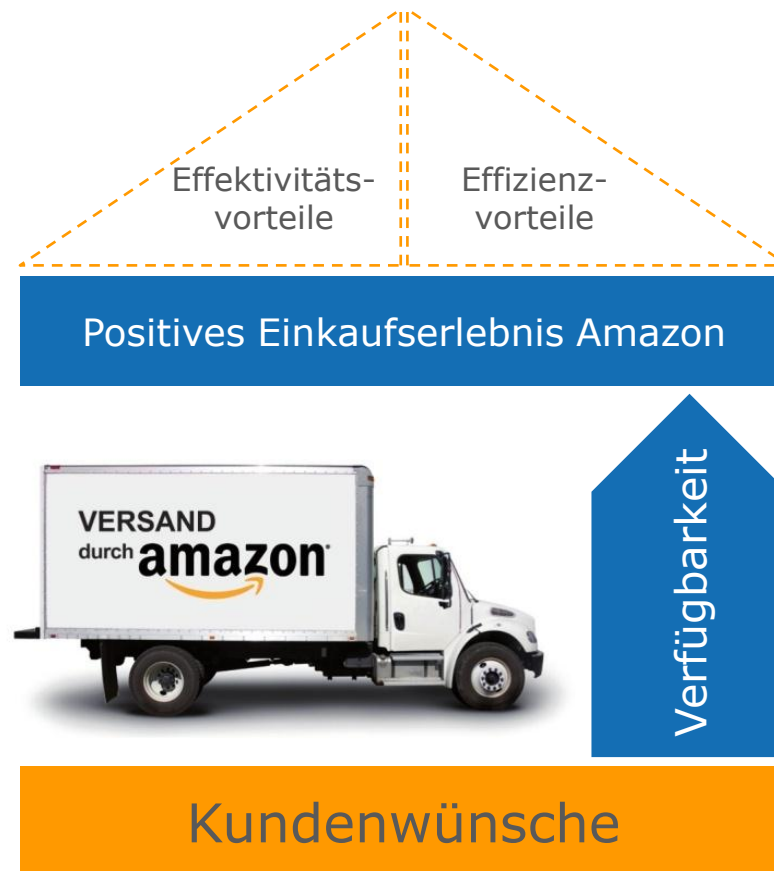 Effektivitäts-
vorteile
Effizienz-
vorteile
Positives Einkaufserlebnis Amazon
VERSAND
durch amazon
Verfügbarkeit
Kundenwünsche